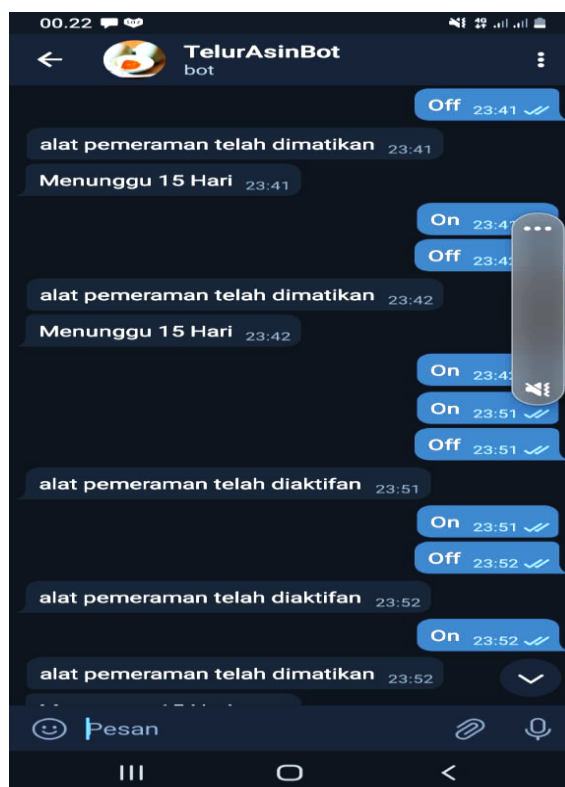 00.22
TelurAsinBot
bot
Off 23:41
alat pemeraman telah dimatikan 23:41
Menunggu 15 Hari 23:41
On
Off
alat pemeraman telah dimatikan 23:42
Menunggu 15 Hari 23:42
On
On 23:51
Off 23:51
alat pemeraman telah diaktifan 23:51
On 23:51
Off 23:52
alat pemeraman telah diaktifan 23:52
On 23:52
alat pemeraman telah dimatikan 23:52
Pesan